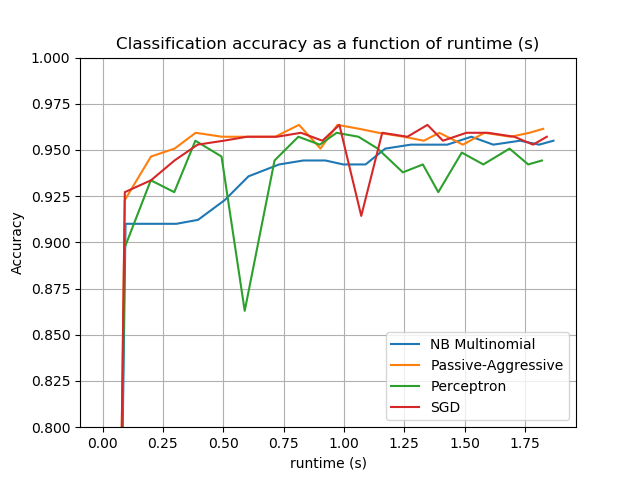 Classification accuracy as a function of runtime (s)
1.000
0.975
0.950
0.925
0.900
0.875
0.850
0.825
0.800
Accuracy
NB Multinomial
Passive-Aggressive
Perceptron
SGD
0.00 0.25 0.50 0.75 1.00 1.25 1.50 1.75
runtime (s)